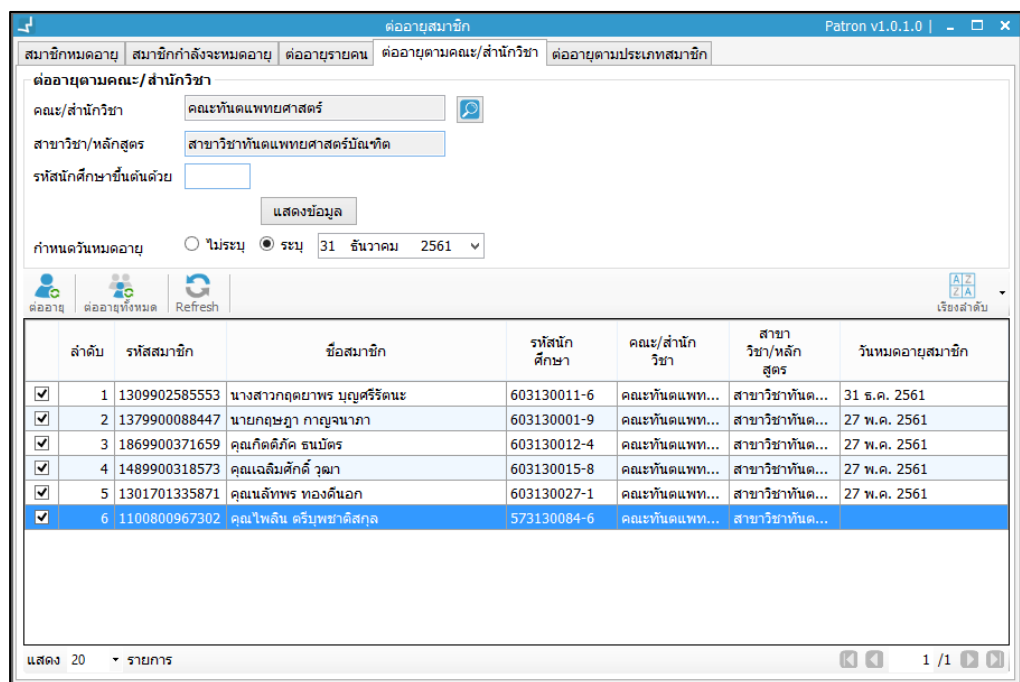 ต่ออายุสมาชิก
Patron v1.0.1.0 |
สมาชิกหมดอายุ สมาชิกกำลังจะหมดอายุ ต่ออายุรายคน ต่ออายุตามคณะ/สำนักวิชา ต่ออายุตามประเภทสมาชิก
ต่ออายุตามคณะ/สำนักวิชา
คณะ/สำนักวิชา คณะทันตแพทยศาสตร์
สาขาวิชา/หลักสูตร สาขาวิชาทันตแพทยศาสตร์บัณฑิต
รหัสนักศึกษาขึ้นต้นด้วย
แสดงข้อมูล
กำหนดวันหมดอายุ ไม่ระบุ ระบุ 31 ธันวาคม 2561
ต่ออายุ ต่ออายุทั้งหมด Refresh เรียงลำดับ
ลำดับ รหัสสมาชิก ชื่อสมาชิก รหัสนักศึกษา คณะ/สำนักวิชา สาขาวิชา/หลักสูตร วันหมดอายุสมาชิก
1 1309902585553 นางสาวกฤตยาพร บุญศรีรัตนะ 603130011-6 คณะทันตแพท... สาขาวิชาทันต... 31 ธ.ค. 2561
2 1379900088447 นายกฤษฎา กาญจนาภา 603130001-9 คณะทันตแพท... สาขาวิชาทันต... 27 พ.ค. 2561
3 1869900371659 คุณกิตติภัค ธนบัตร 603130012-4 คณะทันตแพท... สาขาวิชาทันต... 27 พ.ค. 2561
4 1489900318573 คุณเฉลิมศักดิ์ วุฒา 603130015-8 คณะทันตแพท... สาขาวิชาทันต... 27 พ.ค. 2561
5 1301701335871 คุณนลัทพร ทองดีนอก 603130027-1 คณะทันตแพท... สาขาวิชาทันต... 27 พ.ค. 2561
6 1100800967302 คุณไพลิน ตรีบุพชาติสกุล 573130084-6 คณะทันตแพท... สาขาวิชาทันต...
แสดง 20 รายการ 1 /1